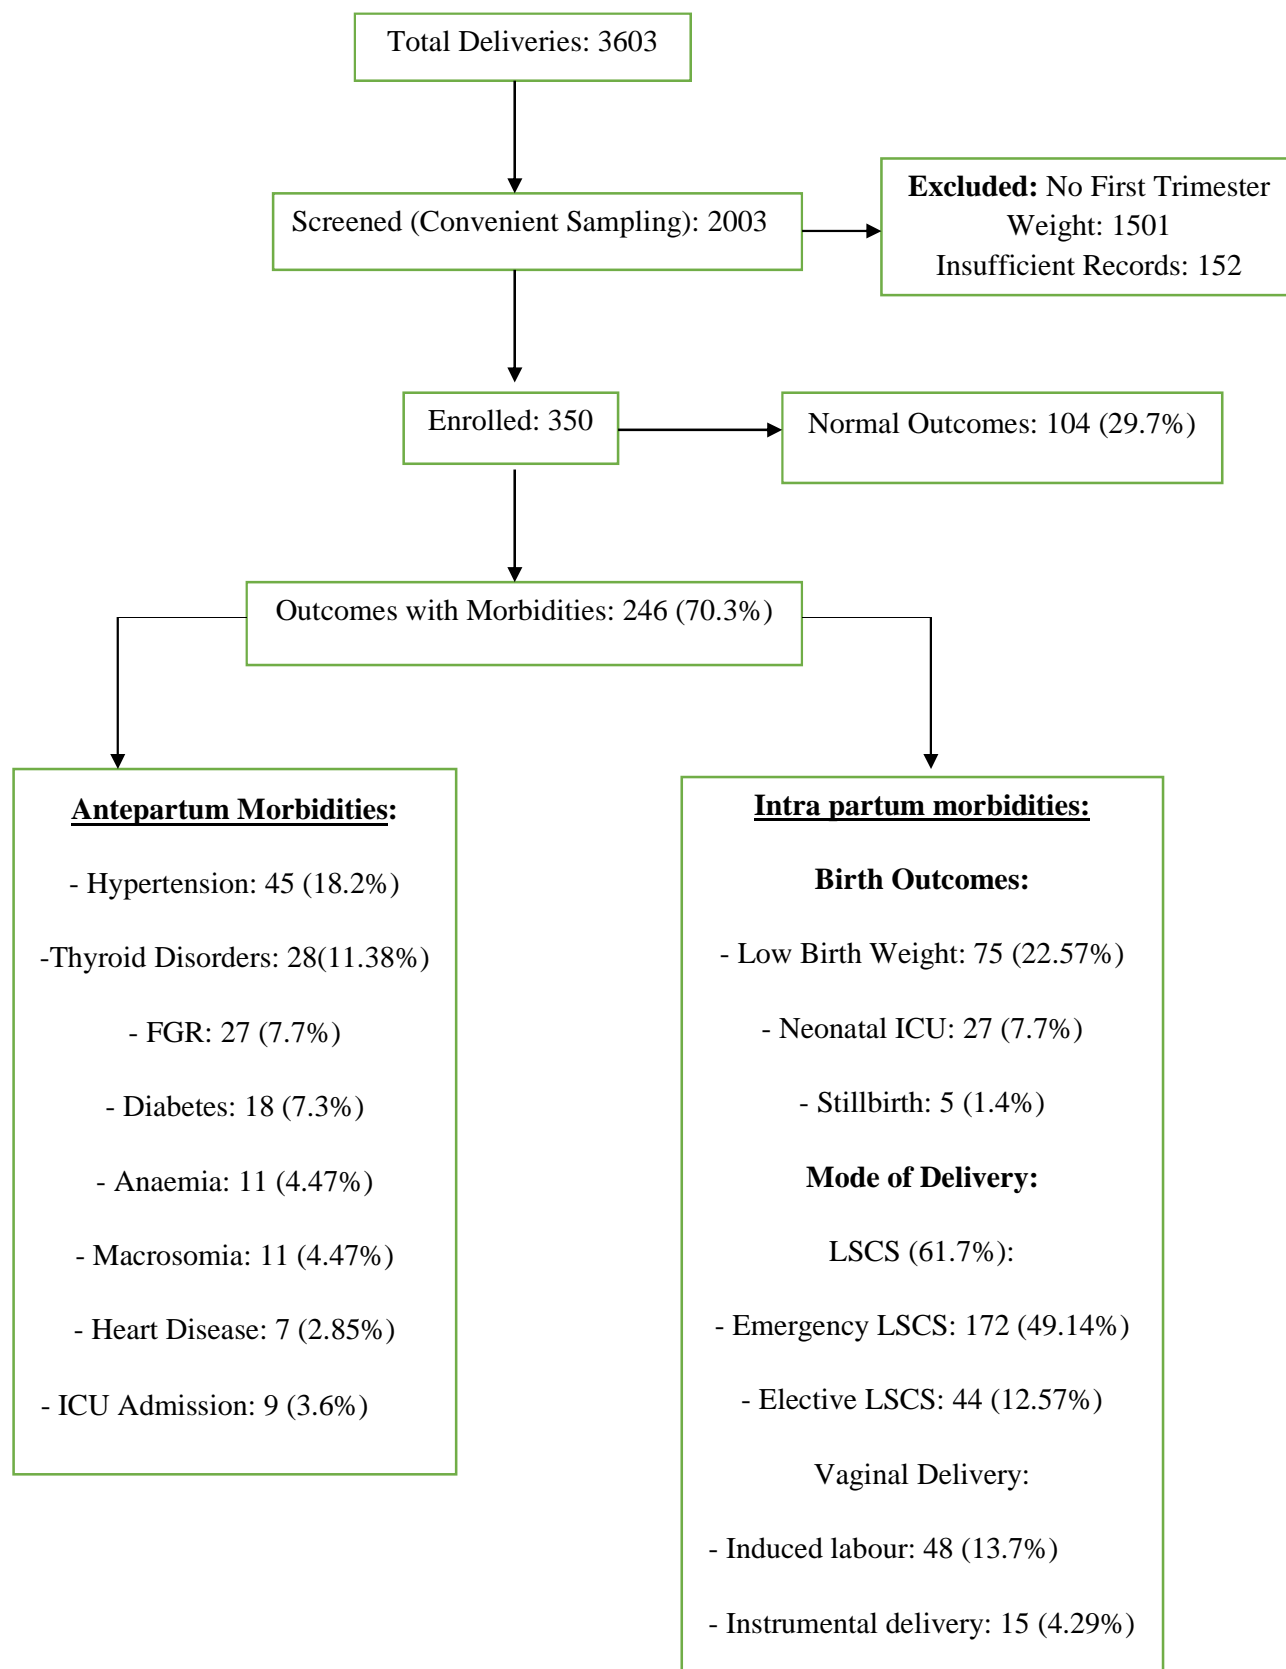 Total Deliveries: 3603
Screened (Convenient Sampling): 2003
Excluded: No First Trimester
Weight: 1501
Insufficient Records: 152
Enrolled: 350
Normal Outcomes: 104 (29.7%)
Outcomes with Morbidities: 246 (70.3%)
Antepartum Morbidities:
- Hypertension: 45 (18.2%)
-Thyroid Disorders: 28(11.38%)
- FGR: 27 (7.7%)
- Diabetes: 18 (7.3%)
- Anaemia: 11 (4.47%)
- Macrosomia: 11 (4.47%)
- Heart Disease: 7 (2.85%)
- ICU Admission: 9 (3.6%)
Intra partum morbidities:
Birth Outcomes:
- Low Birth Weight: 75 (22.57%)
- Neonatal ICU: 27 (7.7%)
- Stillbirth: 5 (1.4%)
Mode of Delivery:
LSCS (61.7%):
- Emergency LSCS: 172 (49.14%)
- Elective LSCS: 44 (12.57%)
Vaginal Delivery:
- Induced labour: 48 (13.7%)
- Instrumental delivery: 15 (4.29%)